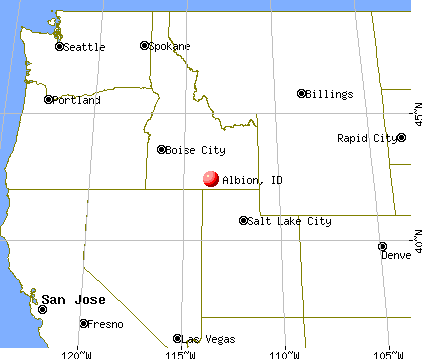 Seattle
Spokane
Billings
Portland
45°N
Rapid City
Boise City
Albion, ID
Salt Lake City
40°N
Denve
San Jose
Fresno
Las Vegas
120°W
115°W
110°W
105°W